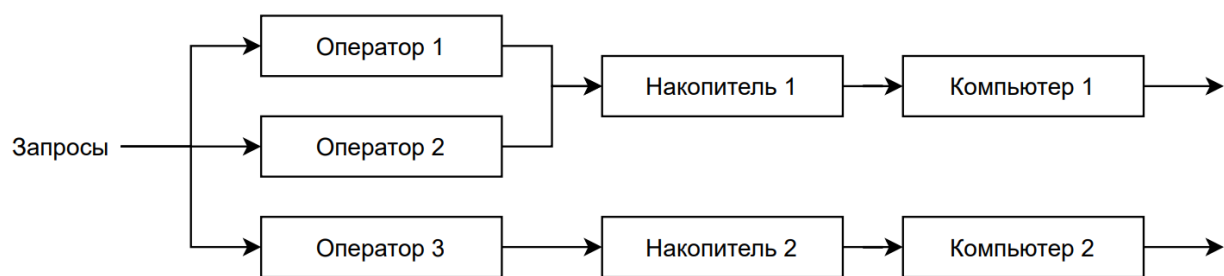 Оператор 1
Накопитель 1
Компьютер 1
Запросы
Оператор 2
Оператор 3
Накопитель 2
Компьютер 2